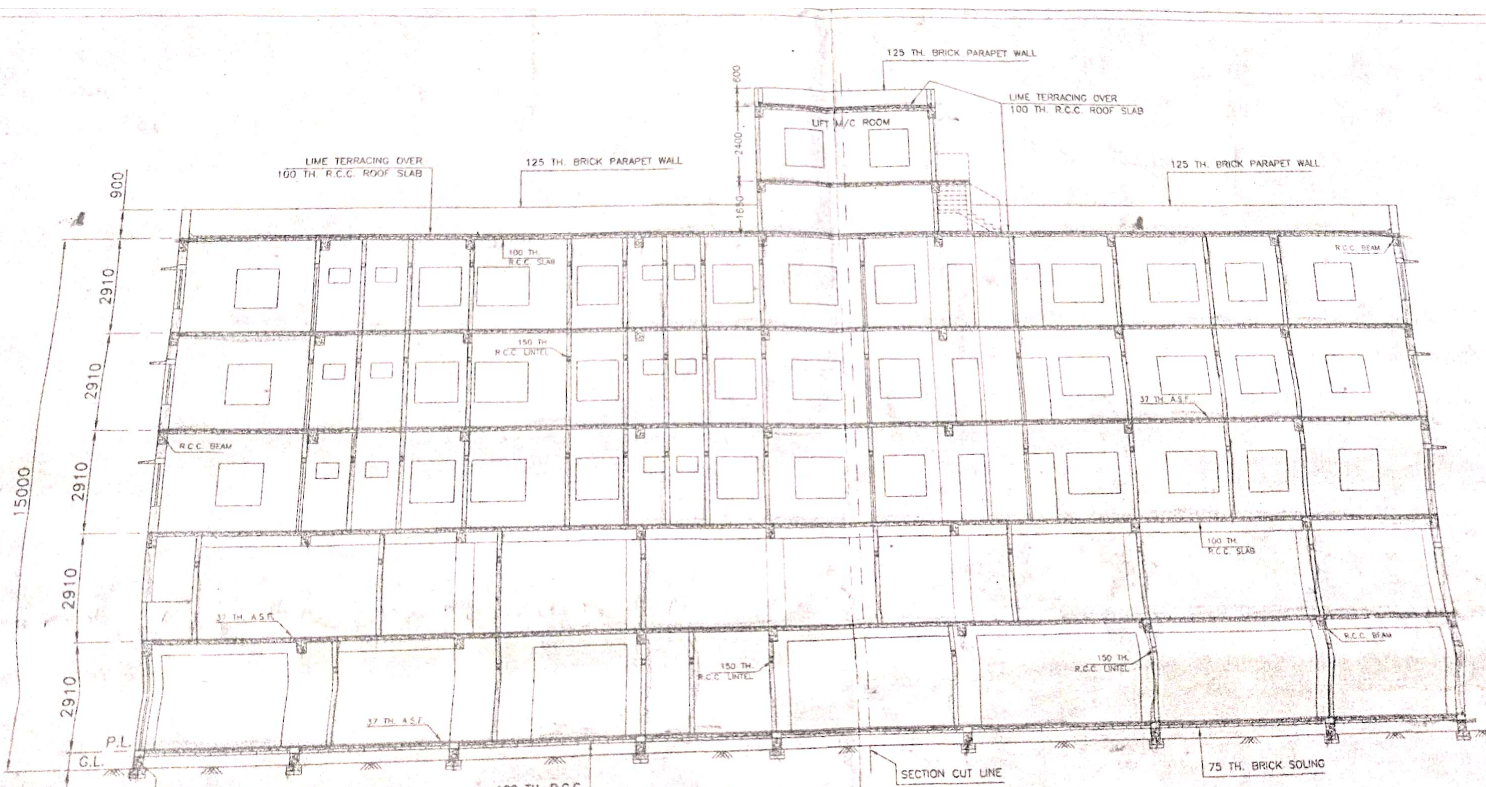 125 TH. BRICK PARAPET WALL
600
LIME TERRACING OVER
100 TH. R.C.C. ROOF SLAB
LIFT M/C ROOM
2400
LIME TERRACING OVER
100 TH. R.C.C. ROOF SLAB
125 TH. BRICK PARAPET WALL
125 TH. BRICK PARAPET WALL
900
1650
100 TH.
R.C.C. SLAB
R.C.C. BEAM
2910
150 TH
R.C.C. LINTEL
2910
37 TH. A.S.F.
R.C.C. BEAM
2910
15000
100 TH
R.C.C. SLAB
2910
37 TH. A.S.F.
R.C.C. BEAM
150 TH.
R.C.C. LINTEL
150 TH.
R.C.C. LINTEL
2910
37 TH. A.S.F.
P.L.
G.L.
SECTION CUT LINE
75 TH. BRICK SOLING